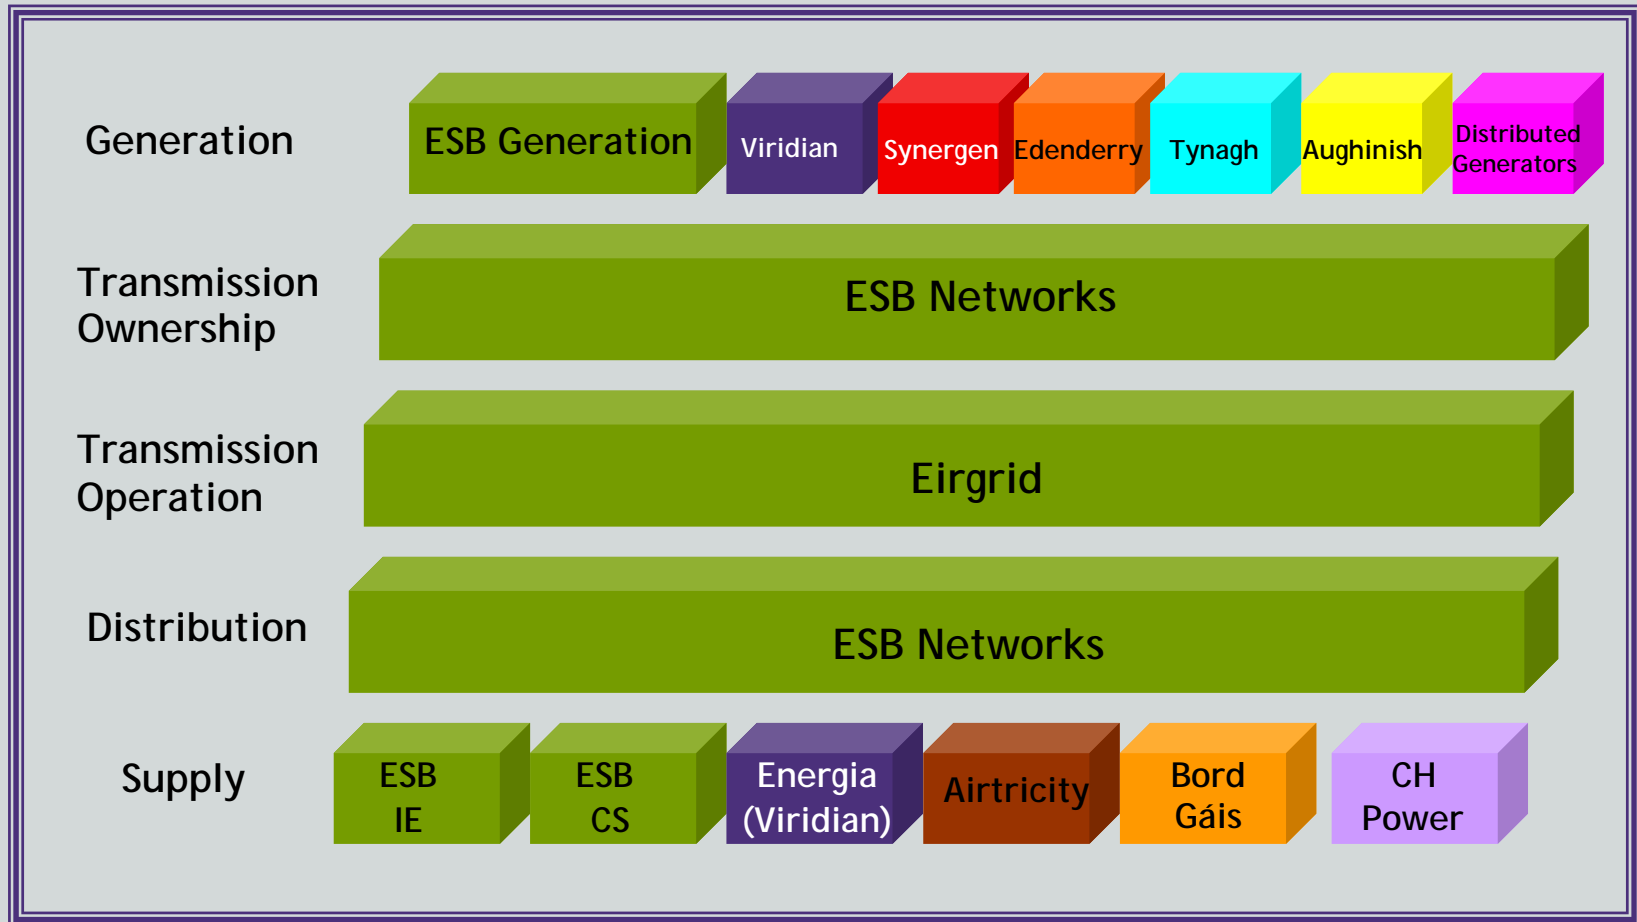 Generation
ESB Generation
Viridian
Synergen
Edenderry
Tynagh
Aughinish
Distributed
Generators
Transmission
Ownership
ESB Networks
Transmission
Operation
Eirgrid
Distribution
ESB Networks
Supply
ESB
IE
ESB
CS
Energia
(Viridian)
Airtricity
Bord
Gáis
CH
Power